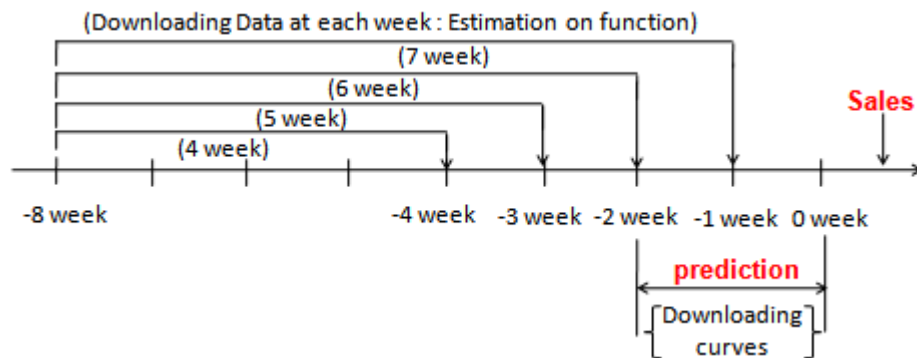 (Downloading Data at each week : Estimation on function)
(7 week)
(6 week)
Sales
(5 week)
(4 week)
-8 week
-4 week
-3 week
-2 week
-1 week
0 week
prediction
Downloading
curves